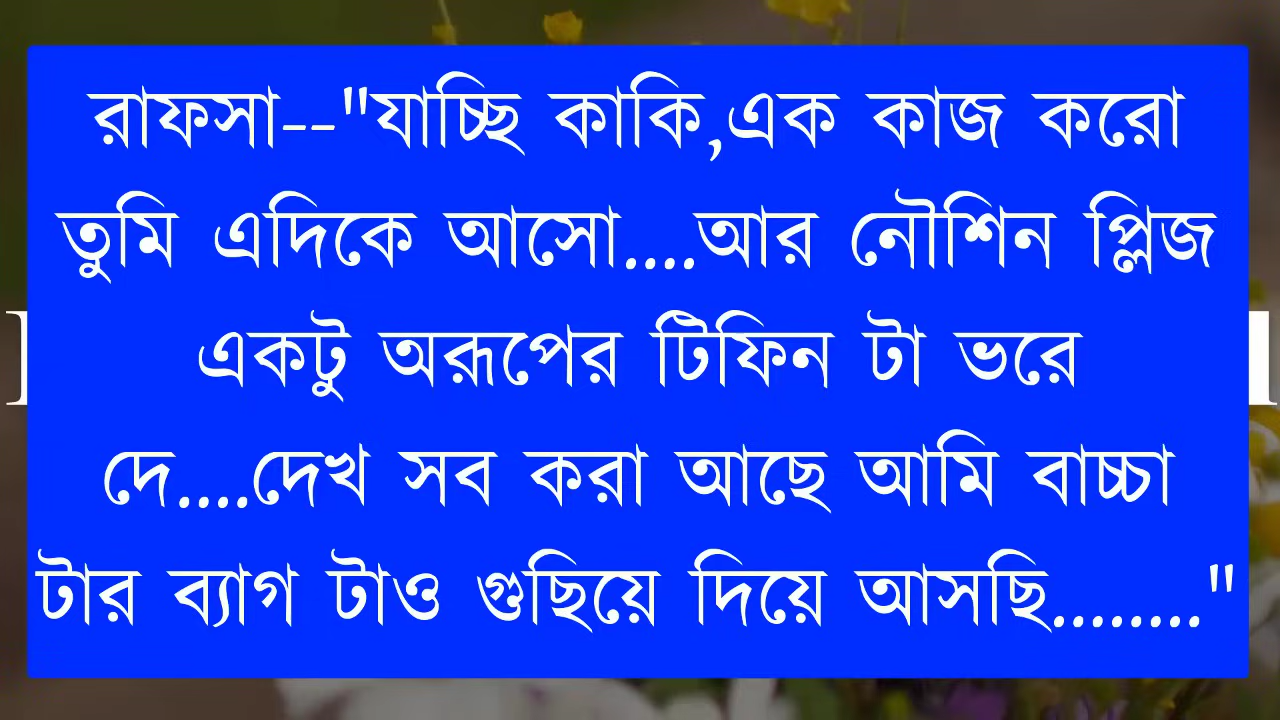 রাফসা--"যাচ্ছি কাকি,এক কাজ করো
তুমি এদিকে আসো....আর নৌশিন প্লিজ
একটু অরূপের টিফিন টা ভরে
দে....দেখ সব করা আছে আমি বাচ্চা
টার ব্যাগ টাও গুছিয়ে দিয়ে আসছি........"